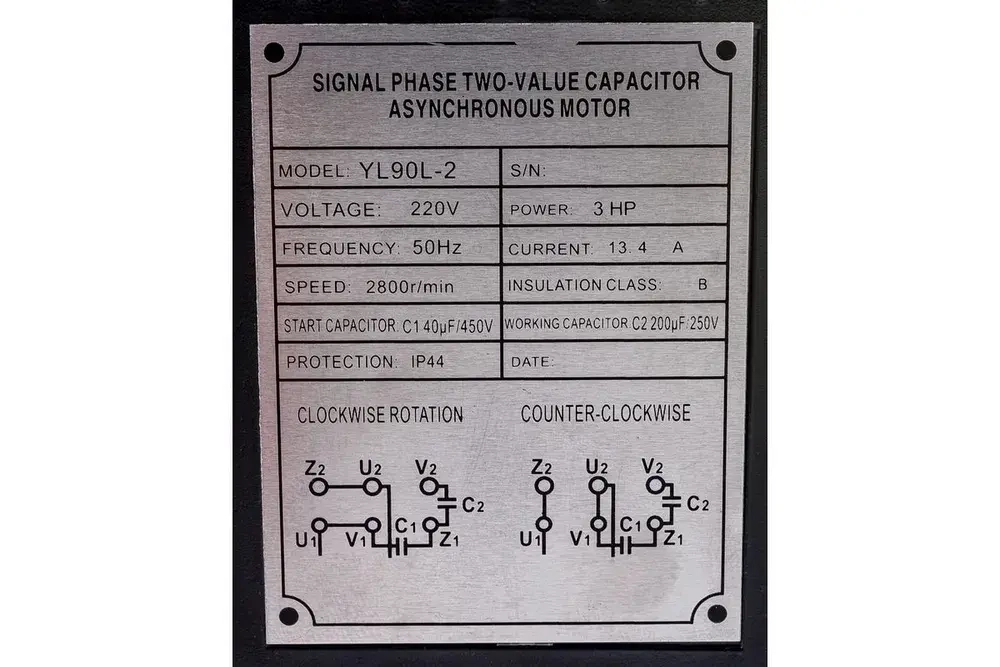 SIGNAL PHASE TWO-VALUE CAPACITOR
ASYNCHRONOUS MOTOR
MODEL: YL90L-2 S/N:
VOLTAGE: 220V POWER: 3 HP
FREQUENCY: 50Hz CURRENT: 13.4 A
SPEED: 2800r/min INSULATION CLASS: B
START CAPACITOR: C1 40µF/450V WORKING CAPACITOR: C2 200µF/250V
PROTECTION: IP44 DATE:
CLOCKWISE ROTATION COUNTER-CLOCKWISE
Z2 U2 V2 Z2 U2 V2
C2 C2
U1 V1 C1 Z1 U1 V1 C1 Z1